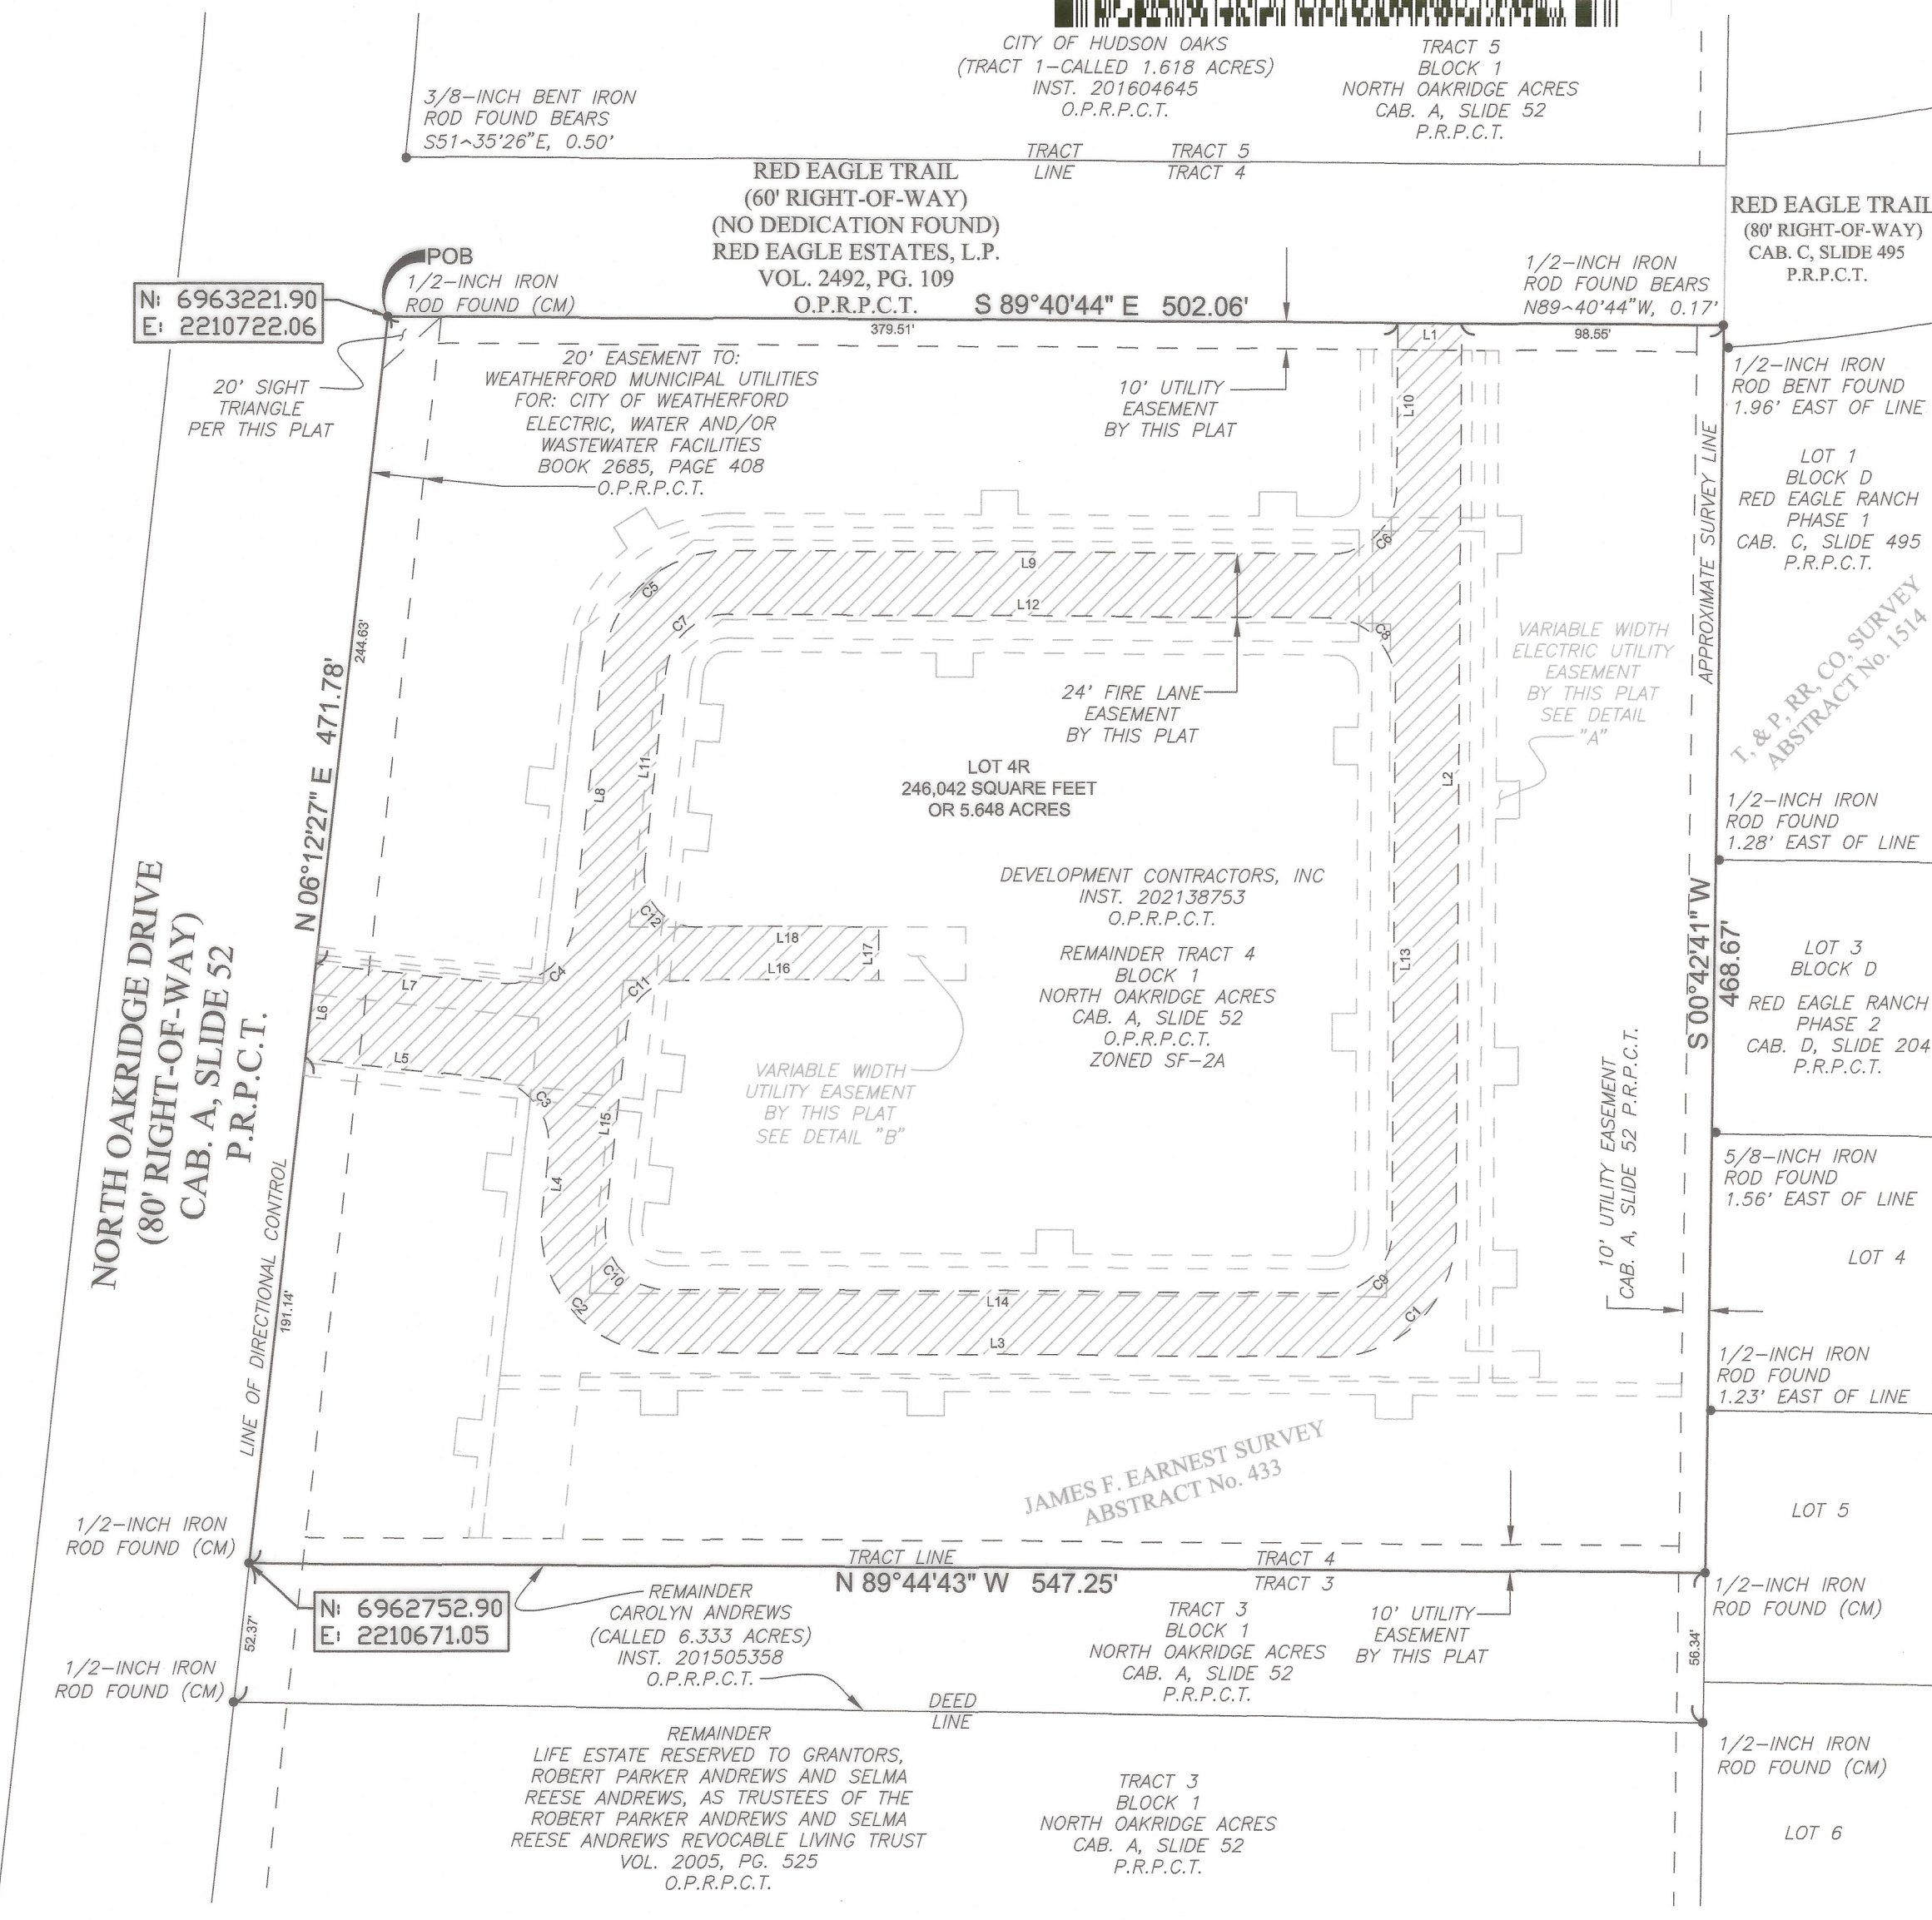 CITY OF HUDSON OAKS
(TRACT 1-CALLED 1.618 ACRES)
INST. 201604645
O.P.R.P.C.T.
TRACT 5
BLOCK 1
NORTH OAKRIDGE ACRES
CAB. A, SLIDE 52
P.R.P.C.T.
3/8-INCH BENT IRON
ROD FOUND BEARS
S51~35'26"E, 0.50'
TRACT
LINE
TRACT 5
TRACT 4
RED EAGLE TRAIL
(60' RIGHT-OF-WAY)
(NO DEDICATION FOUND)
RED EAGLE ESTATES, L.P.
VOL. 2492, PG. 109
O.P.R.P.C.T.
RED EAGLE TRAIL
(80' RIGHT-OF-WAY)
CAB. C, SLIDE 495
P.R.P.C.T.
POB
1/2-INCH IRON
ROD FOUND (CM)
N: 6963221.90
E: 2210722.06
S 89°40'44" E 502.06'
379.51'
L1
98.55'
1/2-INCH IRON
ROD FOUND BEARS
N89~40'44"W, 0.17'
20' SIGHT
TRIANGLE
PER THIS PLAT
20' EASEMENT TO:
WEATHERFORD MUNICIPAL UTILITIES
FOR: CITY OF WEATHERFORD
ELECTRIC, WATER AND/OR
WASTEWATER FACILITIES
BOOK 2685, PAGE 408
O.P.R.P.C.T.
10' UTILITY
EASEMENT
BY THIS PLAT
L10
1/2-INCH IRON
ROD BENT FOUND
1.96' EAST OF LINE
APPROXIMATE SURVEY LINE
LOT 1
BLOCK D
RED EAGLE RANCH
PHASE 1
CAB. C, SLIDE 495
P.R.P.C.T.
T. & P. RR. CO. SURVEY
ABSTRACT No. 1514
C5
C7
L9
L12
C6
C8
24' FIRE LANE
EASEMENT
BY THIS PLAT
VARIABLE WIDTH
ELECTRIC UTILITY
EASEMENT
BY THIS PLAT
SEE DETAIL
"A"
N 06°12'27" E 471.78'
244.63'
L8
L11
L2
LOT 4R
246,042 SQUARE FEET
OR 5.648 ACRES
1/2-INCH IRON
ROD FOUND
1.28' EAST OF LINE
DEVELOPMENT CONTRACTORS, INC
INST. 202138753
O.P.R.P.C.T.
REMAINDER TRACT 4
BLOCK 1
NORTH OAKRIDGE ACRES
CAB. A, SLIDE 52
O.P.R.P.C.T.
ZONED SF-2A
C12
L18
L17
L16
C11
C4
L7
L6
L5
C3
L15
L4
L13
S 00°42'41" W
468.67'
LOT 3
BLOCK D
RED EAGLE RANCH
PHASE 2
CAB. D, SLIDE 204
P.R.P.C.T.
NORTH OAKRIDGE DRIVE
(80' RIGHT-OF-WAY)
CAB. A, SLIDE 52
P.R.P.C.T.
VARIABLE WIDTH
UTILITY EASEMENT
BY THIS PLAT
SEE DETAIL "B"
10' UTILITY EASEMENT
CAB. A, SLIDE 52 P.R.P.C.T.
5/8-INCH IRON
ROD FOUND
1.56' EAST OF LINE
LOT 4
LINE OF DIRECTIONAL CONTROL
191.14'
C10
C2
L14
L3
C9
C1
1/2-INCH IRON
ROD FOUND
1.23' EAST OF LINE
JAMES F. EARNEST SURVEY
ABSTRACT No. 433
LOT 5
1/2-INCH IRON
ROD FOUND (CM)
TRACT LINE
TRACT 4
N 89°44'43" W 547.25'
TRACT 3
N: 6962752.90
E: 2210671.05
52.37'
REMAINDER
CAROLYN ANDREWS
(CALLED 6.333 ACRES)
INST. 201505358
O.P.R.P.C.T.
TRACT 3
BLOCK 1
NORTH OAKRIDGE ACRES
CAB. A, SLIDE 52
P.R.P.C.T.
10' UTILITY
EASEMENT
BY THIS PLAT
56.34'
1/2-INCH IRON
ROD FOUND (CM)
1/2-INCH IRON
ROD FOUND (CM)
DEED
LINE
REMAINDER
LIFE ESTATE RESERVED TO GRANTORS,
ROBERT PARKER ANDREWS AND SELMA
REESE ANDREWS, AS TRUSTEES OF THE
ROBERT PARKER ANDREWS AND SELMA
REESE ANDREWS REVOCABLE LIVING TRUST
VOL. 2005, PG. 525
O.P.R.P.C.T.
TRACT 3
BLOCK 1
NORTH OAKRIDGE ACRES
CAB. A, SLIDE 52
P.R.P.C.T.
1/2-INCH IRON
ROD FOUND (CM)
LOT 6